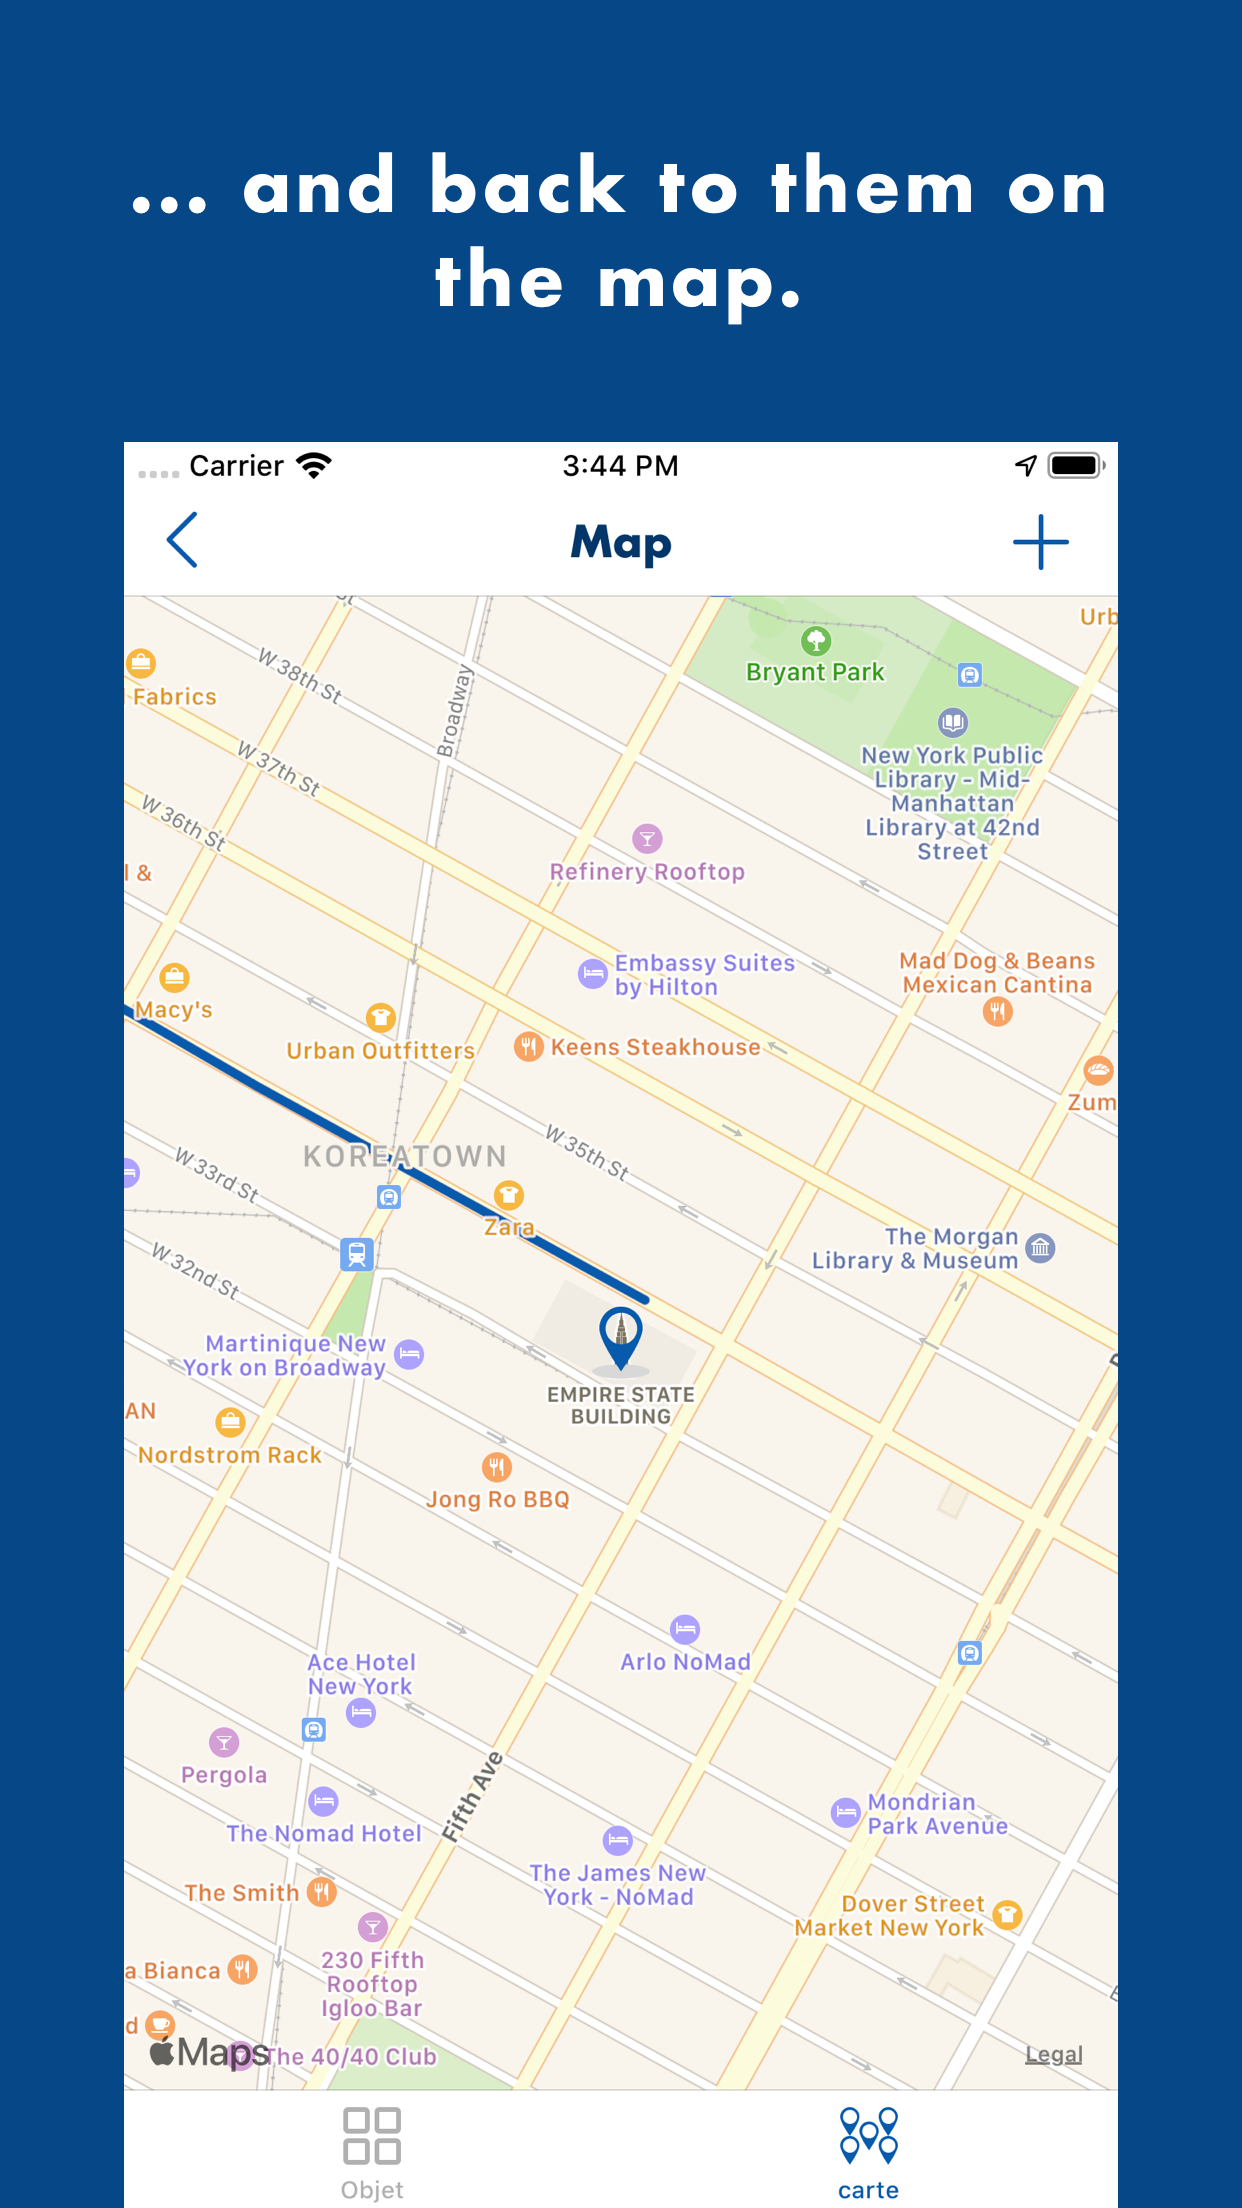 ... and back to them on
the map.
Carrier
3:44 PM
Map
St
Urb
Bryant Park
W 38th St
Broadway
Fabrics
New York Public
Library - Mid-
Manhattan
Library at 42nd
Street
W 37th St
W 36th St
l &
Refinery Rooftop
Embassy Suites
by Hilton
Mad Dog & Beans
Mexican Cantina
Macy's
Urban Outfitters
Keens Steakhouse
Zum
KOREATOWN
W 35th St
W 33rd St
Zara
The Morgan
Library & Museum
W 32nd St
Martinique New
York on Broadway
EMPIRE STATE
BUILDING
AN
Nordstrom Rack
Jong Ro BBQ
Ace Hotel
New York
Arlo NoMad
Pergola
Fifth Ave
The Nomad Hotel
Mondrian
Park Avenue
The James New
York - NoMad
The Smith
Dover Street
Market New York
a Bianca
230 Fifth
Rooftop
Igloo Bar
d
Maps
The 40/40 Club
Legal
Objet
carte